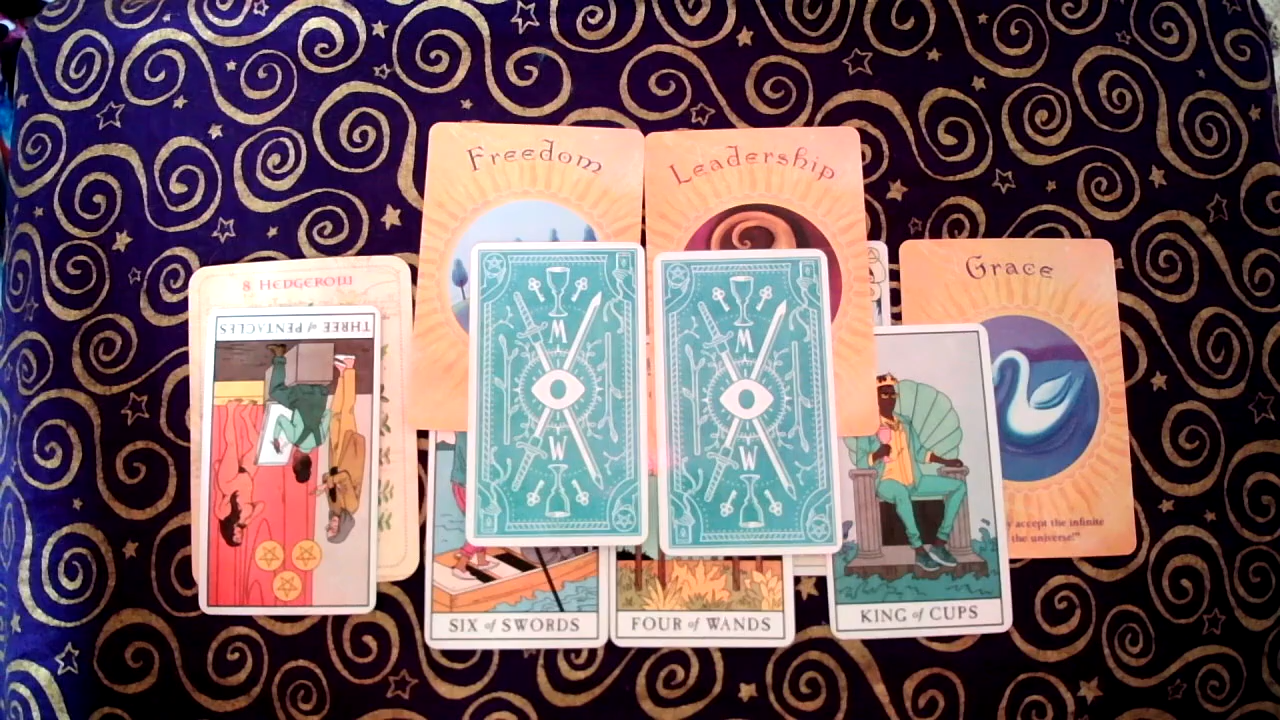 Freedom
Leadership
Grace
8 HEDGEROW
THREE of PENTACLES
M
W
M
W
y accept the infinite
the universe!"
SIX of SWORDS
FOUR of WANDS
KING of CUPS